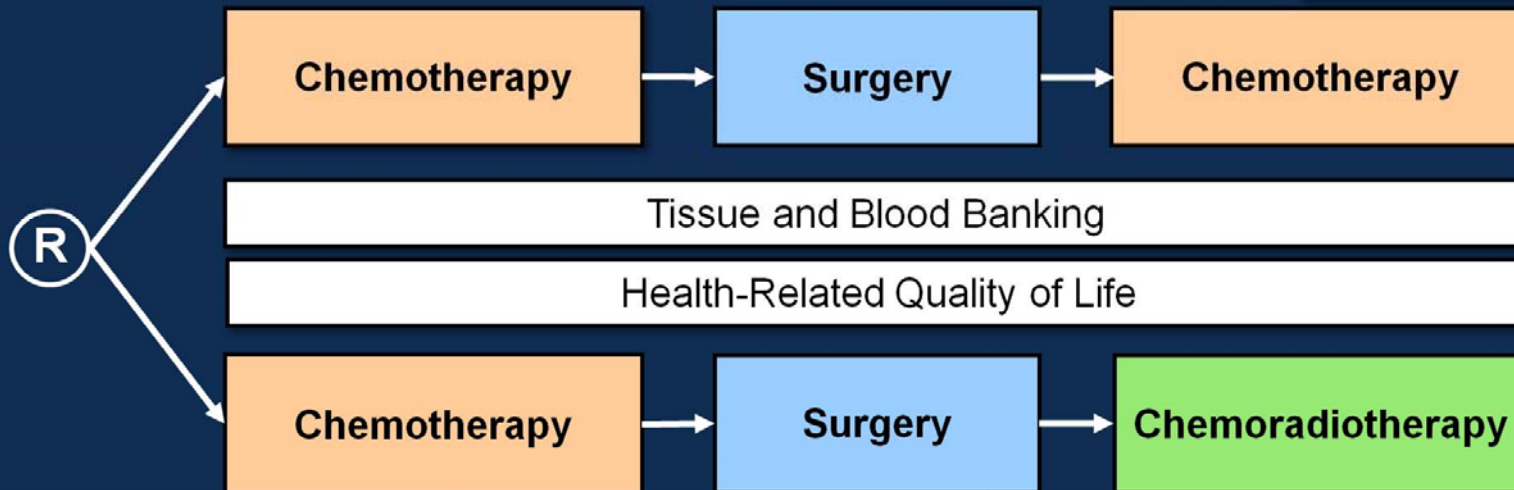 Chemotherapy Surgery Chemotherapy
Tissue and Blood Banking
R
Health-Related Quality of Life
Chemotherapy Surgery Chemoradiotherapy